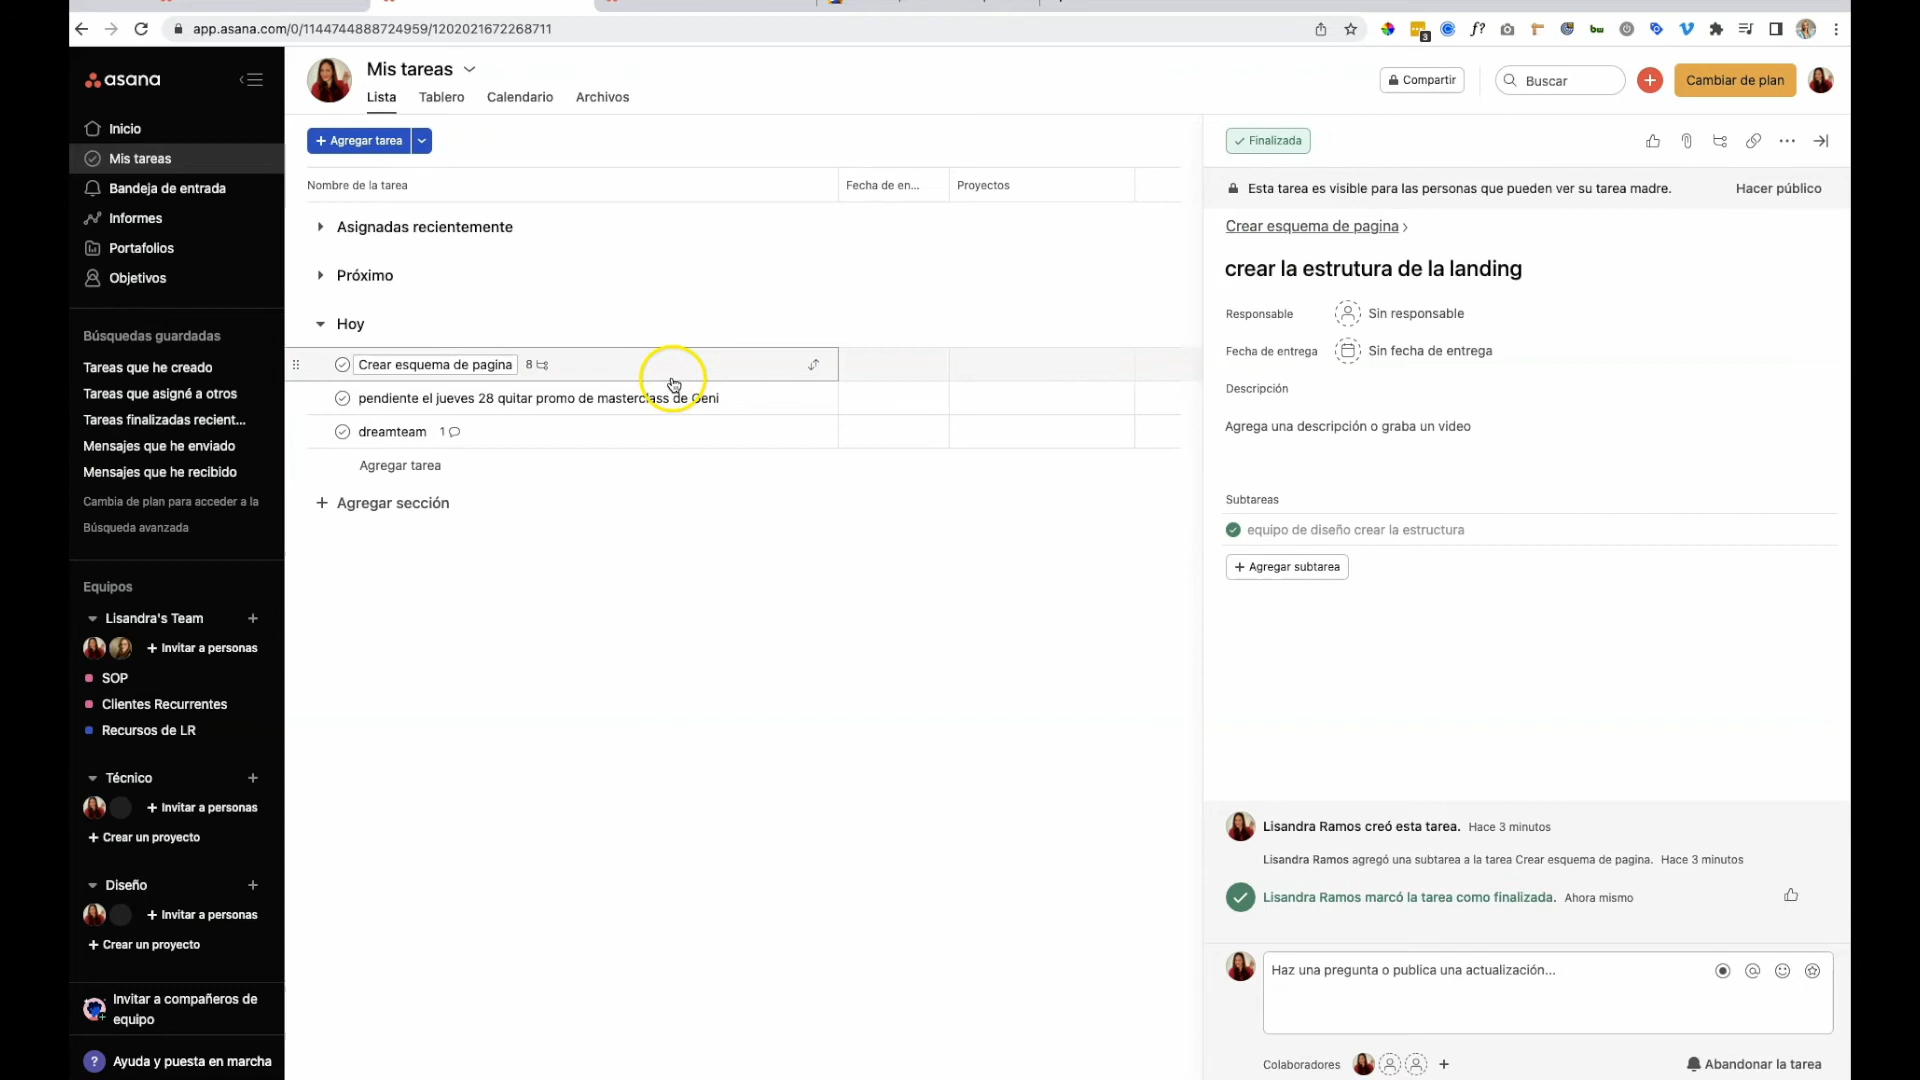 app.asana.com/0/1144744888724959/1202021672268711
3
f?
bw
asana
Inicio
Mis tareas
Bandeja de entrada
Informes
Portafolios
Objetivos
Búsquedas guardadas
Tareas que he creado
Tareas que asigné a otros
Tareas finalizadas recient...
Mensajes que he enviado
Mensajes que he recibido
Cambia de plan para acceder a la
Búsqueda avanzada
Equipos
Lisandra's Team
+ Invitar a personas
SOP
Clientes Recurrentes
Recursos de LR
Técnico
+ Invitar a personas
+ Crear un proyecto
Diseño
+ Invitar a personas
+ Crear un proyecto
Invitar a compañeros de
equipo
? Ayuda y puesta en marcha
Mis tareas
Lista Tablero Calendario Archivos
Compartir
Buscar
Cambiar de plan
+ Agregar tarea
Nombre de la tarea Fecha de en... Proyectos
Asignadas recientemente
Próximo
Hoy
Crear esquema de pagina 8
pendiente el jueves 28 quitar promo de masterclass de Geni
dreamteam 1
Agregar tarea
+ Agregar sección
Finalizada
Esta tarea es visible para las personas que pueden ver su tarea madre. Hacer público
Crear esquema de pagina ›
crear la estrutura de la landing
Responsable Sin responsable
Fecha de entrega Sin fecha de entrega
Descripción
Agrega una descripción o graba un video
Subtareas
equipo de diseño crear la estructura
+ Agregar subtarea
Lisandra Ramos creó esta tarea. Hace 3 minutos
Lisandra Ramos agregó una subtarea a la tarea Crear esquema de pagina. Hace 3 minutos
Lisandra Ramos marcó la tarea como finalizada. Ahora mismo
Haz una pregunta o publica una actualización...
Colaboradores + Abandonar la tarea